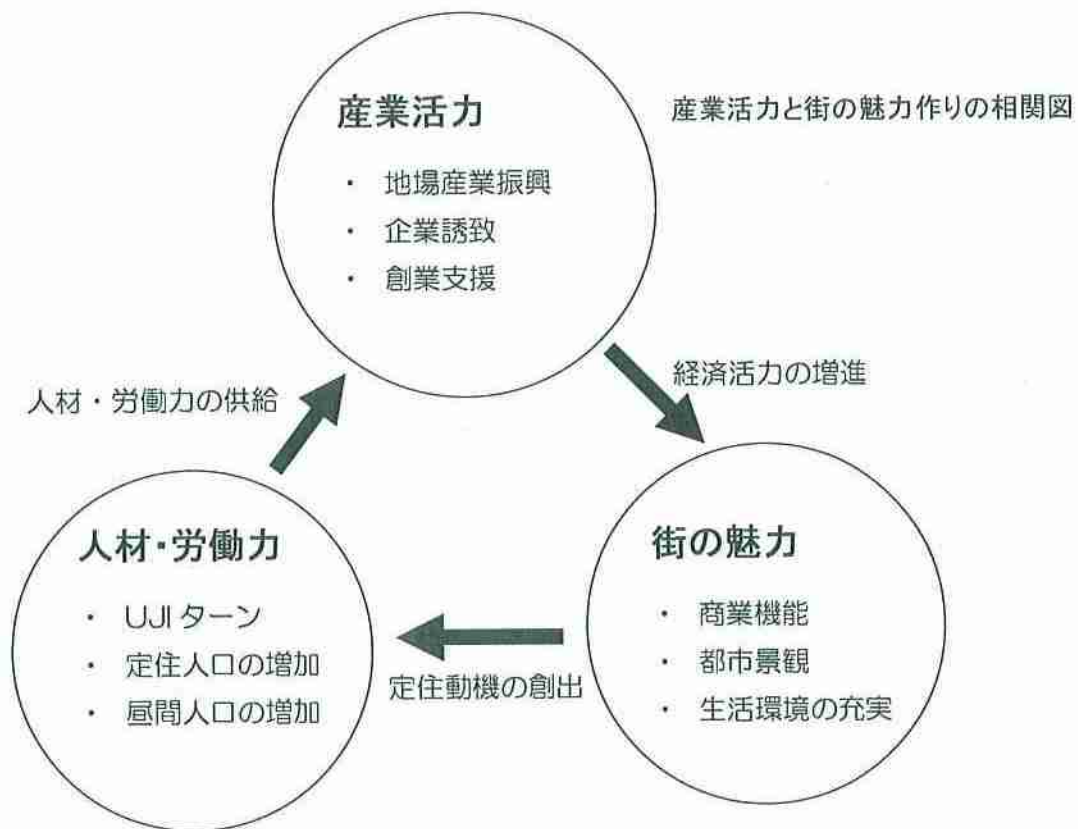 産業活力
・ 地場産業振興
・ 企業誘致
・ 創業支援
産業活力と街の魅力作りの相関図
経済活力の増進
人材・労働力の供給
街の魅力
・ 商業機能
・ 都市景観
・ 生活環境の充実
定住動機の創出
人材・労働力
・ UJIターン
・ 定住人口の増加
・ 昼間人口の増加